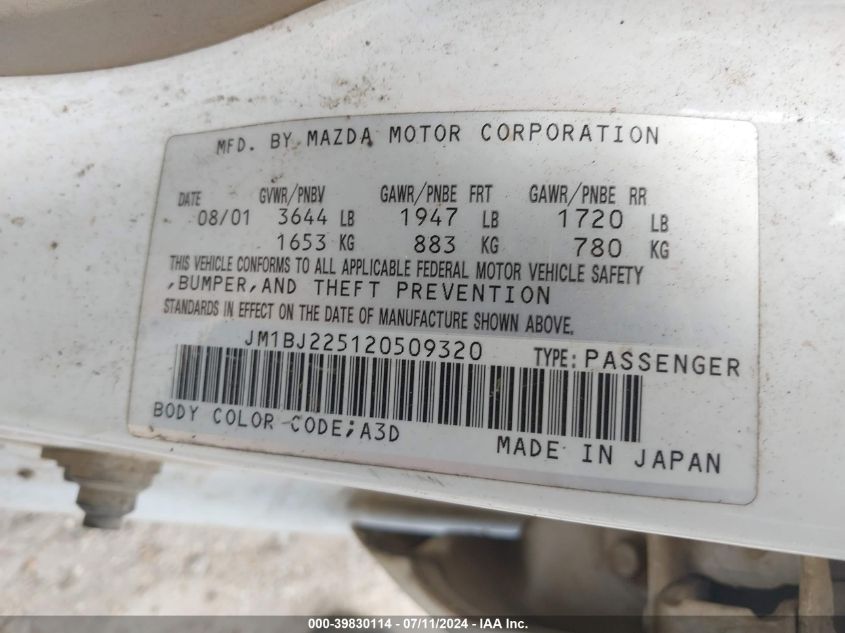 MFD. BY MAZDA MOTOR CORPORATION
DATE GVWR/PNBV GAWR/PNBE FRT GAWR/PNBE RR
08/01 3644 LB 1947 LB 1720 LB
1653 KG 883 KG 780 KG
THIS VEHICLE CONFORMS TO ALL APPLICABLE FEDERAL MOTOR VEHICLE SAFETY
,BUMPER,AND THEFT PREVENTION
STANDARDS IN EFFECT ON THE DATE OF MANUFACTURE SHOWN ABOVE.
JM1BJ225120509320 TYPE: PASSENGER
BODY COLOR CODE;A3D
MADE IN JAPAN
000-39830114 - 07/11/2024 - IAA Inc.